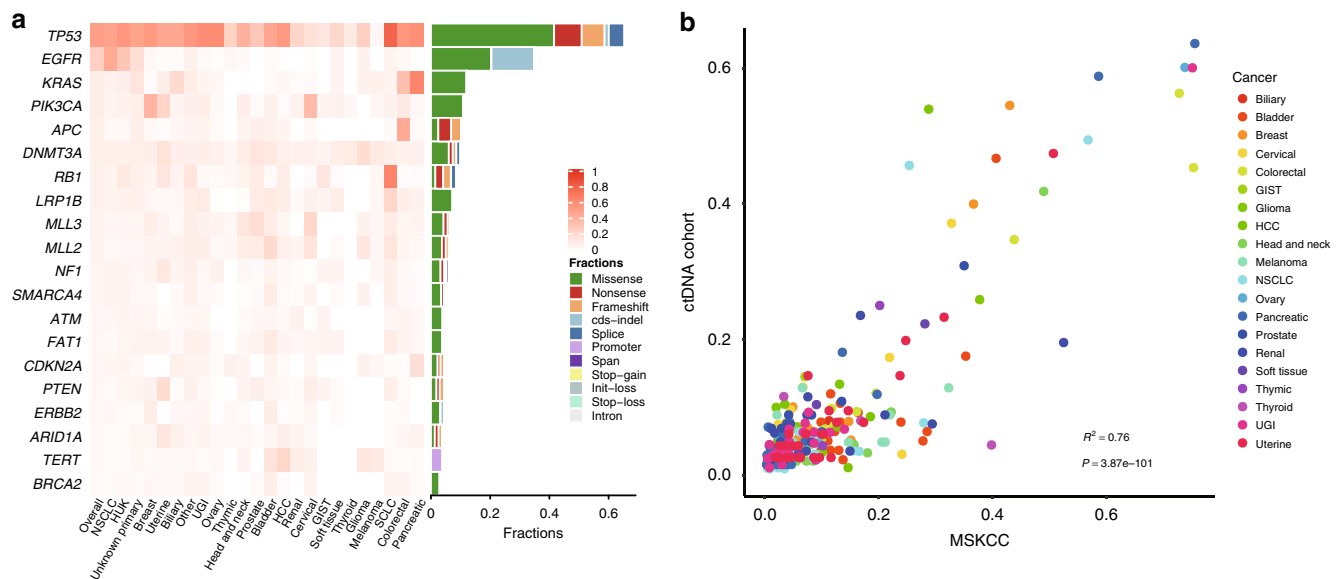 a
TP53
EGFR
KRAS
PIK3CA
APC
DNMT3A
RB1
LRP1B
MLL3
MLL2
NF1
SMARCA4
ATM
FAT1
CDKN2A
PTEN
ERBB2
ARID1A
TERT
BRCA2
Overall
NSCLC
HUK
Unknown primary
Breast
Uterine
Biliary
Other
UGI
Ovary
Thymic
Head and neck
Prostate
Bladder
HCC
Renal
Cervical
GIST
Soft tissue
Thyroid
Glioma
Melanoma
SCLC
Colorectal
Pancreatic
1
0.8
0.6
0.4
0.2
0
Fractions
Missense
Nonsense
Frameshift
cds–indel
Splice
Promoter
Span
Stop–gain
Init–loss
Stop–loss
Intron
0 0.2 0.4 0.6
Fractions
b
0.6
0.4
0.2
0.0
ctDNA cohort
0.0 0.2 0.4 0.6
MSKCC
R² = 0.76
P = 3.87e–101
Cancer
Biliary
Bladder
Breast
Cervical
Colorectal
GIST
Glioma
HCC
Head and neck
Melanoma
NSCLC
Ovary
Pancreatic
Prostate
Renal
Soft tissue
Thymic
Thyroid
UGI
Uterine